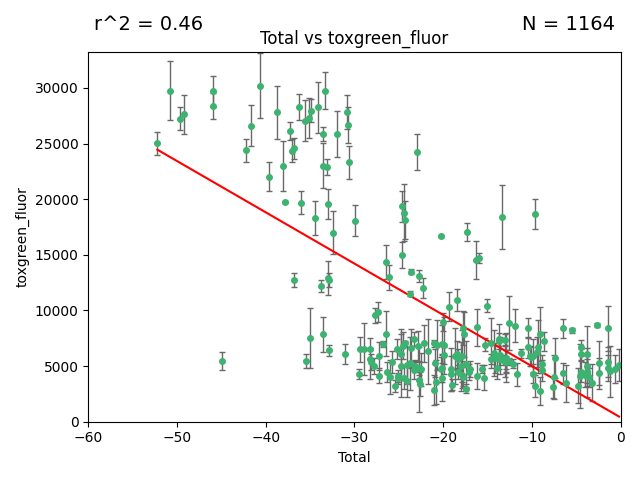 r^2 = 0.46
N = 1164
Total vs toxgreen_fluor
30000
25000
20000
15000
10000
5000
0
toxgreen_fluor
−60
−50
−40
−30
−20
−10
0
Total